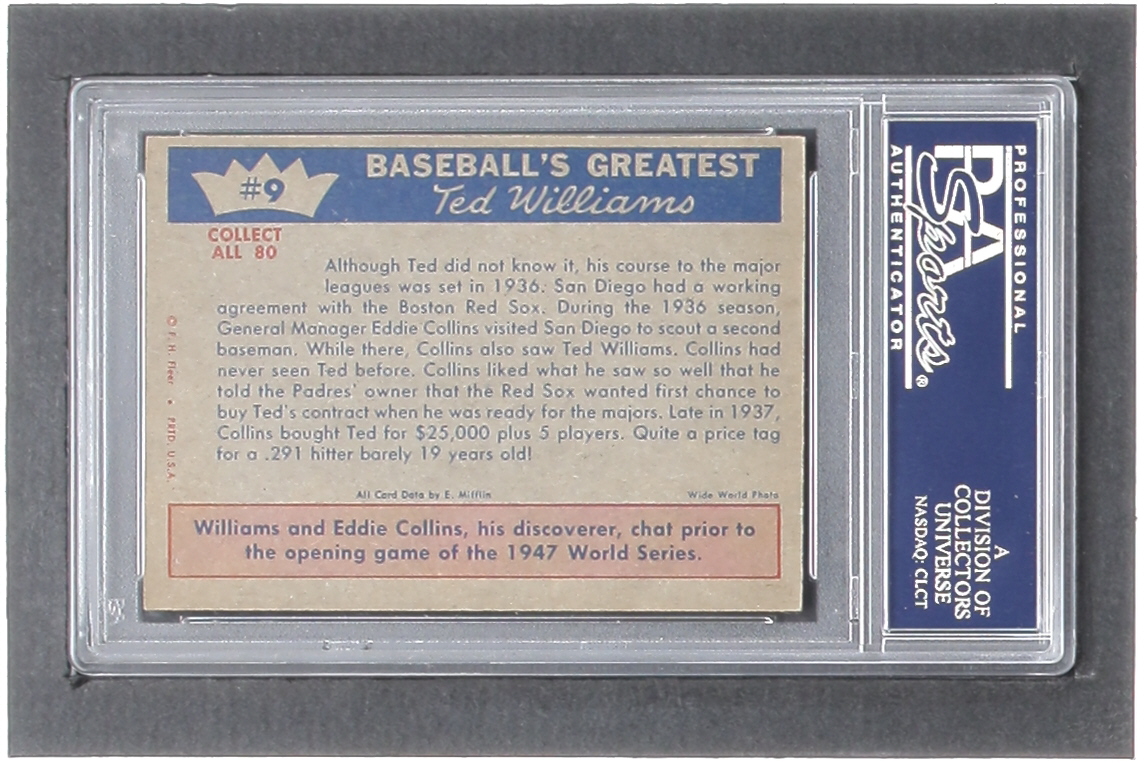 #9
BASEBALL'S GREATEST
Ted Williams
COLLECT
ALL 80
Although Ted did not know it, his course to the major
leagues was set in 1936. San Diego had a working
agreement with the Boston Red Sox. During the 1936 season,
General Manager Eddie Collins visited San Diego to scout a second
baseman. While there, Collins also saw Ted Williams. Collins had
never seen Ted before. Collins liked what he saw so well that he
told the Padres' owner that the Red Sox wanted first chance to
buy Ted's contract when he was ready for the majors. Late in 1937,
Collins bought Ted for $25,000 plus 5 players. Quite a price tag
for a .291 hitter barely 19 years old!
© F. H. Fleer • PRTD. U.S.A.
All Card Data by E. Mifflin
Wide World Photo
Williams and Eddie Collins, his discoverer, chat prior to
the opening game of the 1947 World Series.
PROFESSIONAL
PSA
Sports®
AUTHENTICATOR
A
DIVISION OF
COLLECTORS
UNIVERSE
NASDAQ: CLCT